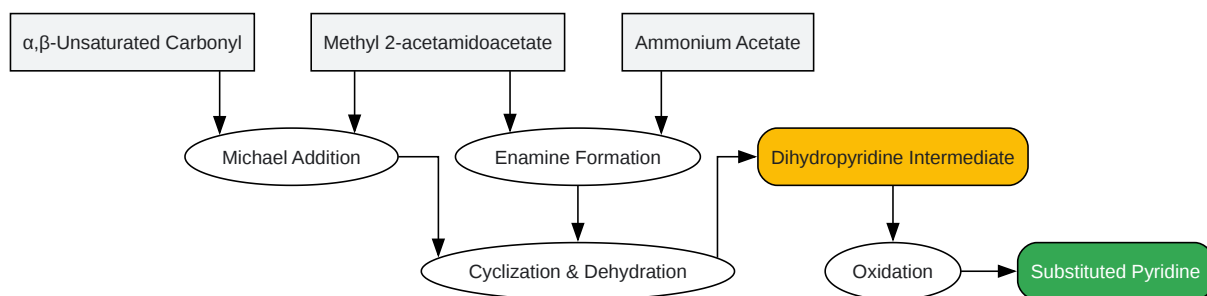 α,β-Unsaturated Carbonyl
Methyl 2-acetamidoacetate
Ammonium Acetate
Michael Addition
Enamine Formation
Dihydropyridine Intermediate
Cyclization & Dehydration
Oxidation
Substituted Pyridine